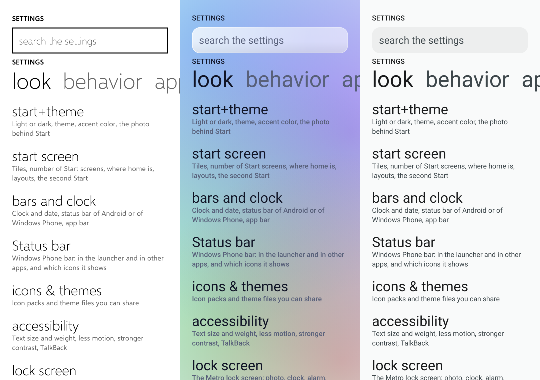 SETTINGS
search the settings
SETTINGS
look behavior ap
start+theme
Light or dark, theme, accent color, the photo
behind Start
start screen
Tiles, number of Start screens, where home is,
layouts, the second Start
bars and clock
Clock and date, status bar of Android or of
Windows Phone, app bar
Status bar
Windows Phone bar: in the launcher and in other
apps, and which icons it shows
icons & themes
Icon packs and theme files you can share
accessibility
Text size and weight, less motion, stronger
contrast, TalkBack
lock screen
SETTINGS
search the settings
SETTINGS
look behavior ap
start+theme
Light or dark, theme, accent color, the photo
behind Start
start screen
Tiles, number of Start screens, where home is,
layouts, the second Start
bars and clock
Clock and date, status bar of Android or of
Windows Phone, app bar
Status bar
Windows Phone bar: in the launcher and in other
apps, and which icons it shows
icons & themes
Icon packs and theme files you can share
accessibility
Text size and weight, less motion, stronger
contrast, TalkBack
lock screen
The Metro lock screen: photo, clock, alarm,
SETTINGS
search the settings
SETTINGS
look behavior ap
start+theme
Light or dark, theme, accent color, the photo
behind Start
start screen
Tiles, number of Start screens, where home is,
layouts, the second Start
bars and clock
Clock and date, status bar of Android or of
Windows Phone, app bar
Status bar
Windows Phone bar: in the launcher and in other
apps, and which icons it shows
icons & themes
Icon packs and theme files you can share
accessibility
Text size and weight, less motion, stronger
contrast, TalkBack
lock screen
The Metro lock screen: photo, clock, alarm,